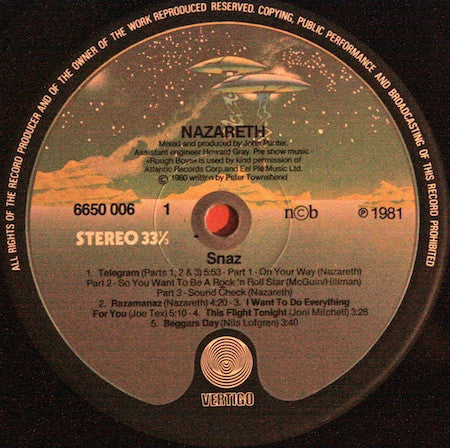 ALL RIGHTS OF THE RECORD PRODUCER AND OF THE OWNER OF THE WORK REPRODUCED RESERVED. COPYING, PUBLIC PERFORMANCE AND BROADCASTING OF THIS RECORD PROHIBITED
NAZARETH
Mixed and produced by John Punter
Assistant engineer Howard Gray. Pre show music -
«Rough Boys» is used by kind permission of
Atlantic Records Corp and Eel Pie Music Ltd.
© 1980 written by Peter Townshend
6650 006 1 n©b ℗ 1981
STEREO 33⅓
Snaz
1. Telegram (Parts 1, 2 & 3) 5:53 - Part 1 - On Your Way (Nazareth)
Part 2 - So You Want To Be A Rock 'n Roll Star (McGuin/Hillman)
Part 3 - Sound Check (Nazareth)
2. Razamanaz (Nazareth) 4:20 - 3. I Want To Do Everything
For You (Joe Tex) 5:10 - 4. This Flight Tonight (Joni Mitchell) 3:28
5. Beggars Day (Nils Lofgren) 3:40
VERTIGO